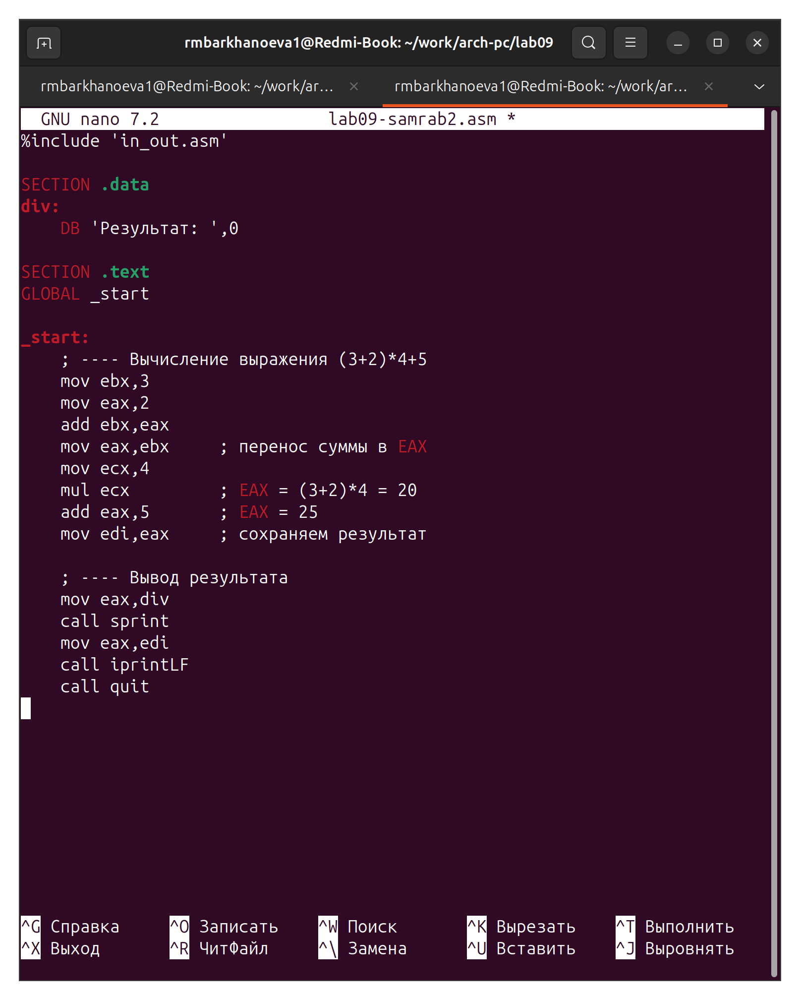 rmbarkhanoeva1@Redmi-Book: ~/work/arch-pc/lab09
rmbarkhanoeva1@Redmi-Book: ~/work/ar... rmbarkhanoeva1@Redmi-Book: ~/work/ar...
GNU nano 7.2 lab09-samrab2.asm *
%include 'in_out.asm'
SECTION .data
div:
DB 'Результат: ',0
SECTION .text
GLOBAL _start
_start:
; ---- Вычисление выражения (3+2)*4+5
mov ebx,3
mov eax,2
add ebx,eax
mov eax,ebx ; перенос суммы в EAX
mov ecx,4
mul ecx ; EAX = (3+2)*4 = 20
add eax,5 ; EAX = 25
mov edi,eax ; сохраняем результат
; ---- Вывод результата
mov eax,div
call sprint
mov eax,edi
call iprintLF
call quit
^G Справка ^O Записать ^W Поиск ^K Вырезать ^T Выполнить
^X Выход ^R ЧитФайл ^\ Замена ^U Вставить ^J Выровнять